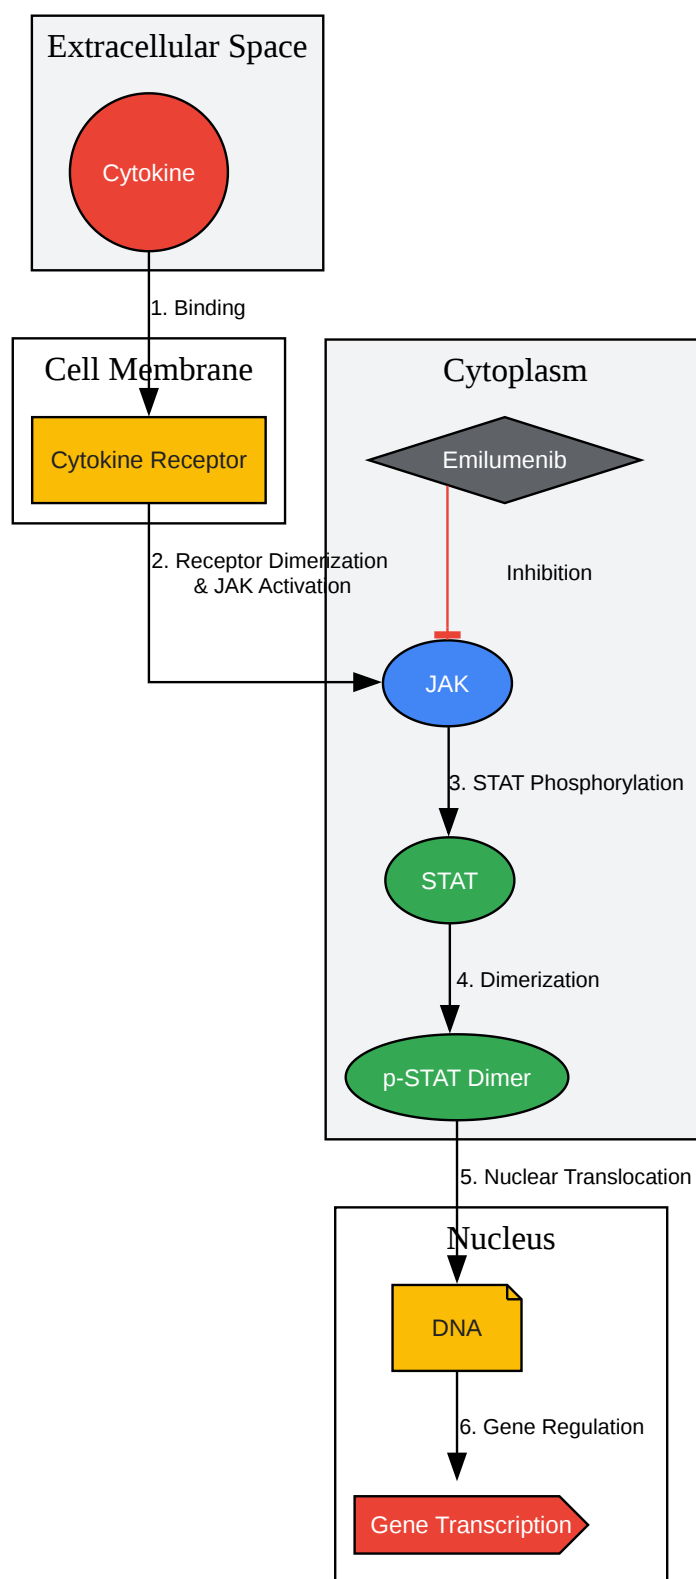 Extracellular Space
Cytokine
1. Binding
Cell Membrane
Cytokine Receptor
Cytoplasm
Emilumenib
2. Receptor Dimerization
& JAK Activation
Inhibition
JAK
3. STAT Phosphorylation
STAT
4. Dimerization
p-STAT Dimer
5. Nuclear Translocation
Nucleus
DNA
6. Gene Regulation
Gene Transcription